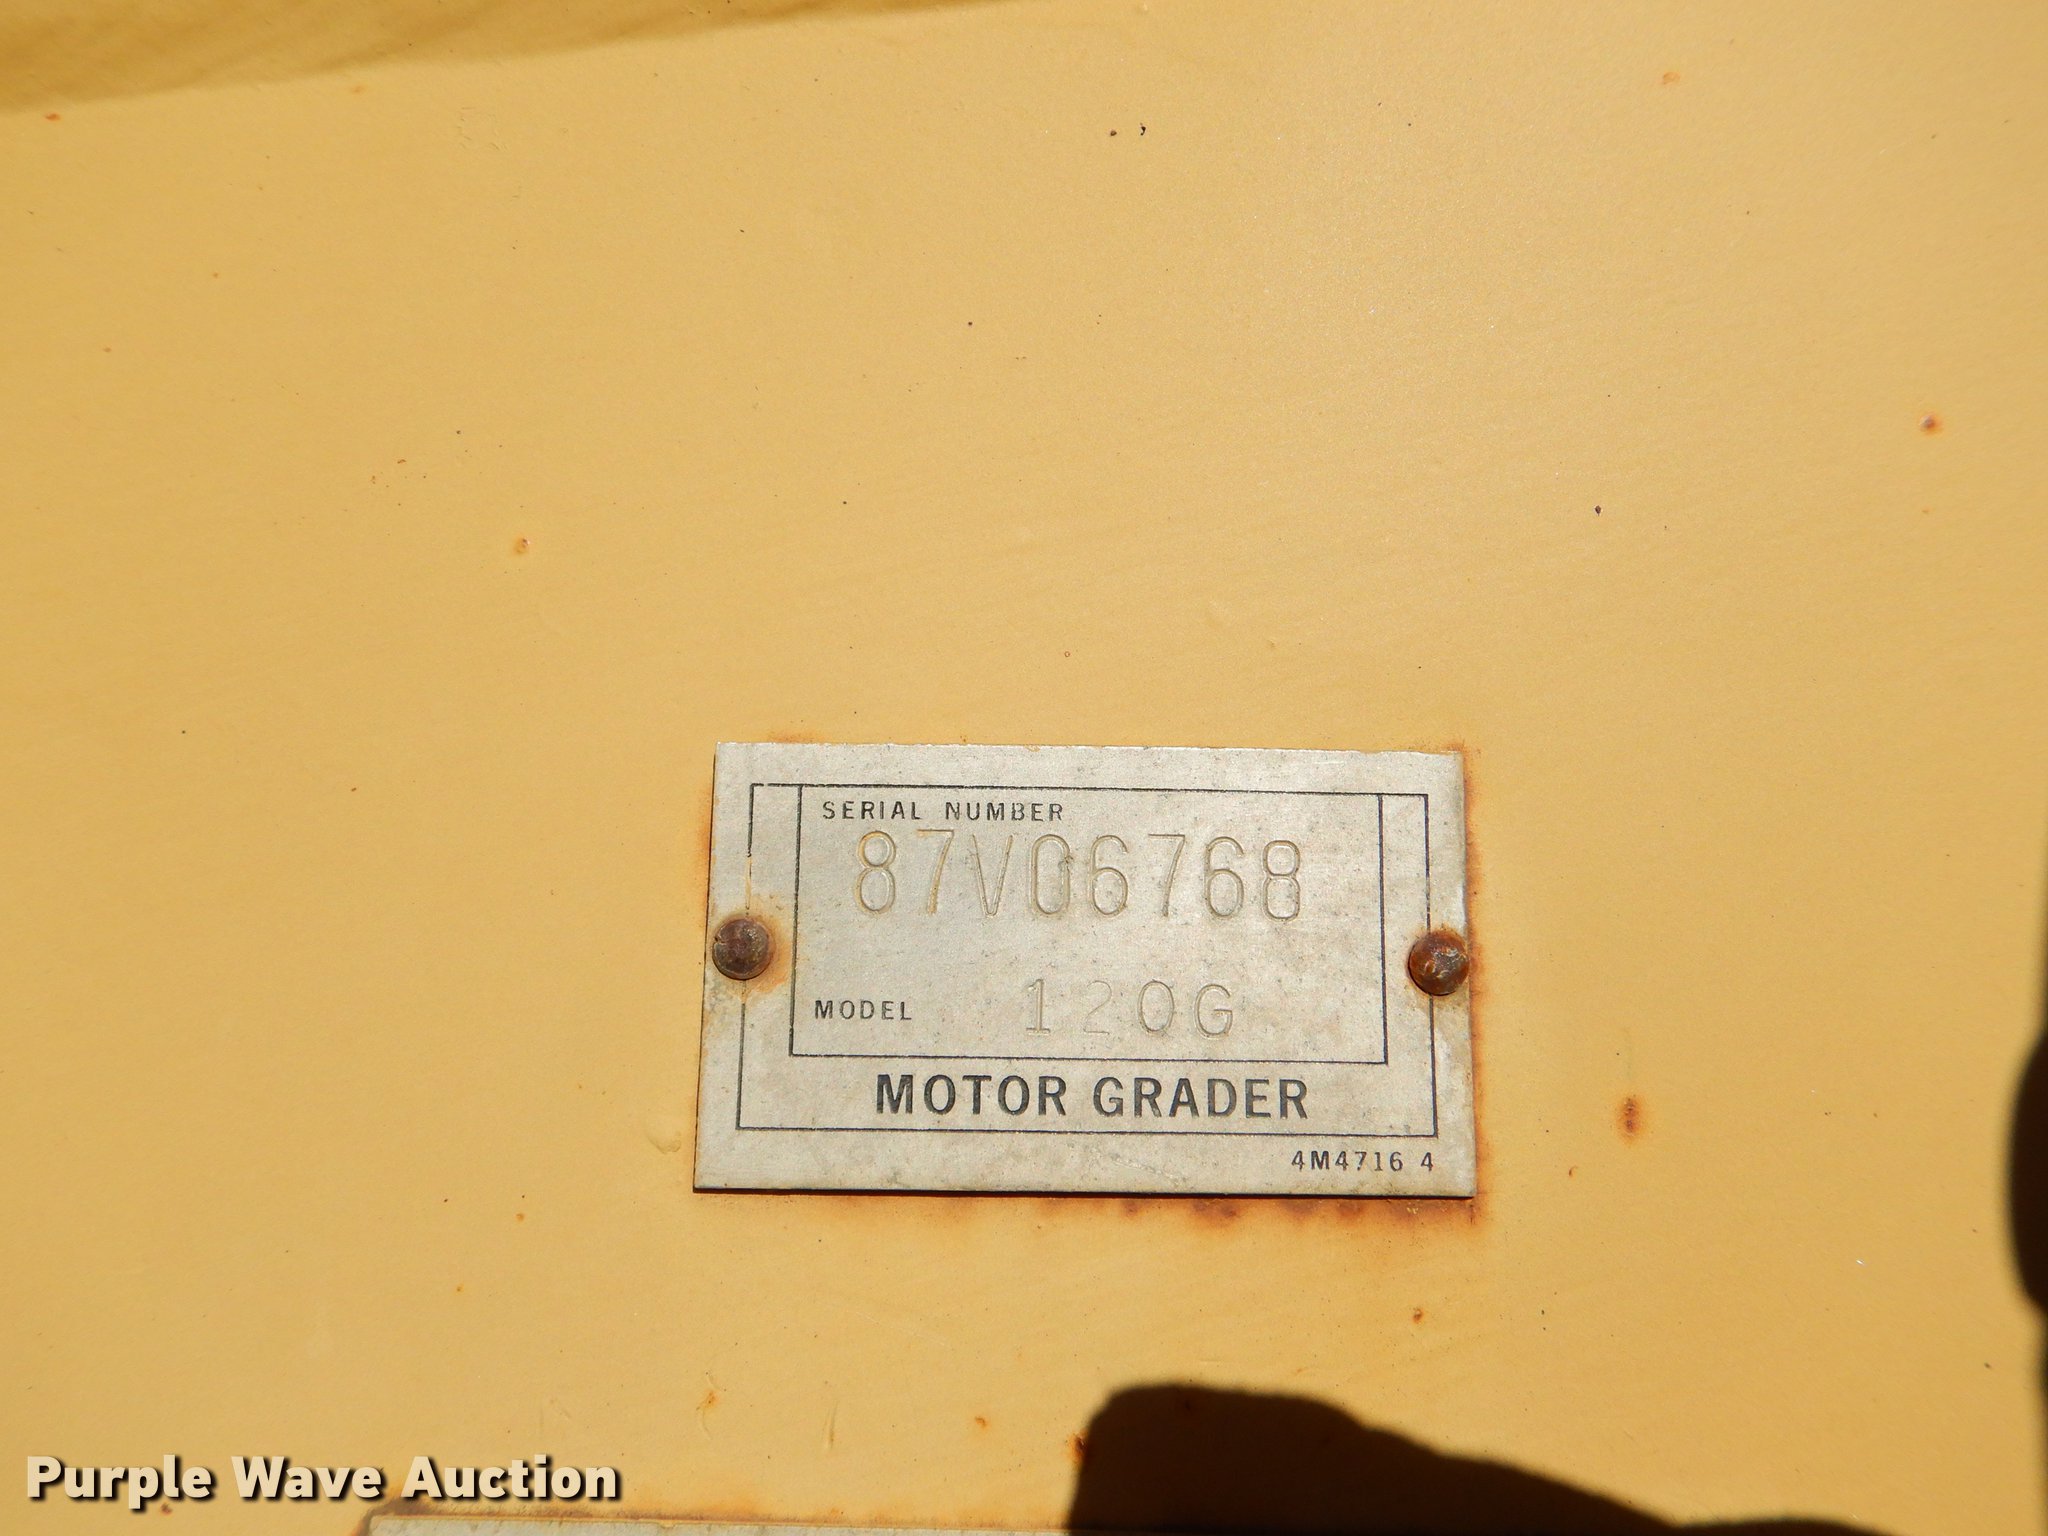 SERIAL NUMBER
87V06768
MODEL 120G
MOTOR GRADER
4M4716 4
Purple Wave Auction